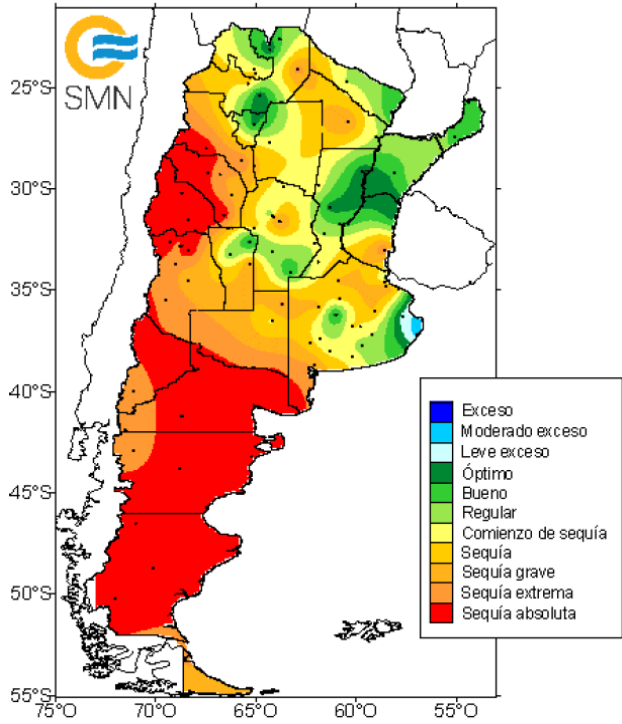 SMN
25°S
30°S
35°S
40°S
45°S
50°S
55°S
75°O
70°O
65°O
60°O
55°O
Exceso
Moderado exceso
Leve exceso
Óptimo
Bueno
Regular
Comienzo de sequía
Sequía
Sequía grave
Sequía extrema
Sequía absoluta